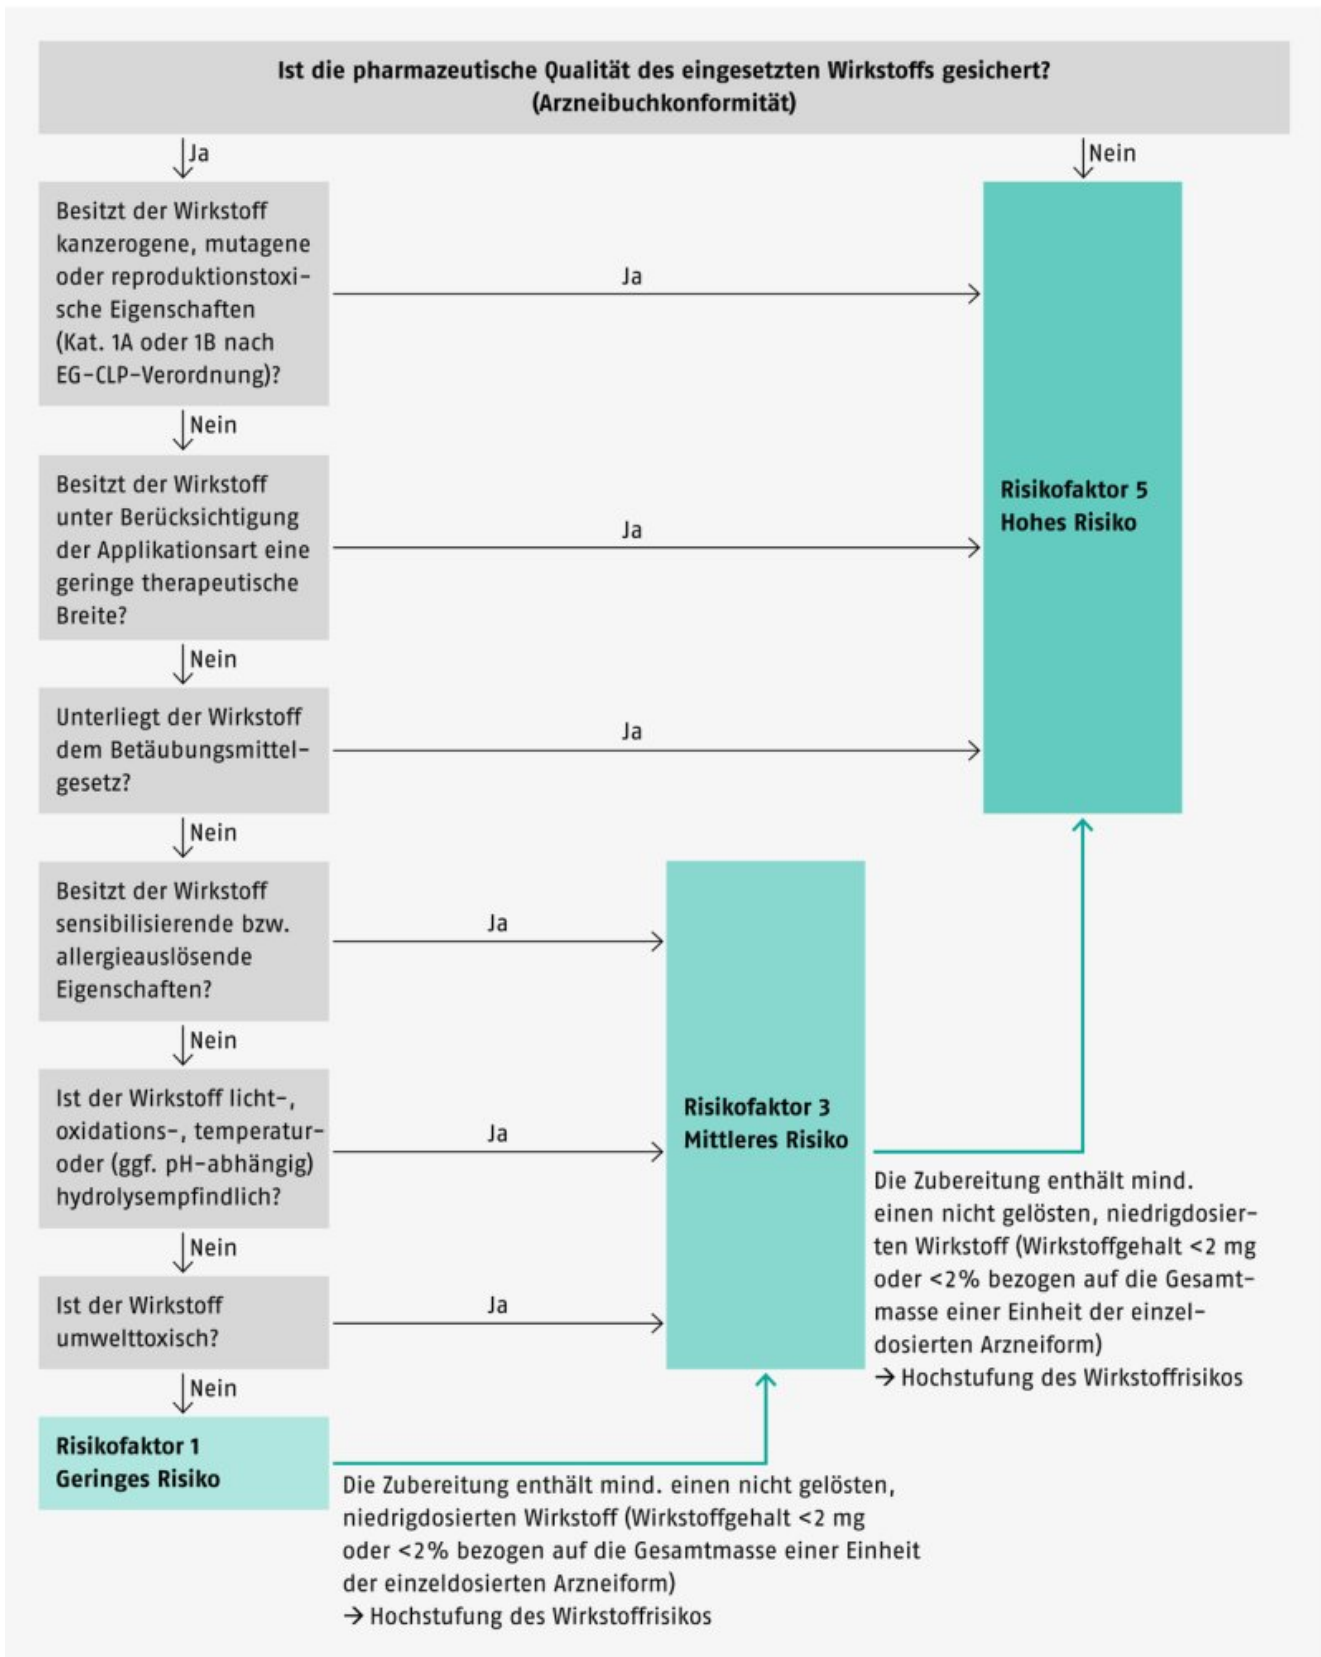 Ist die pharmazeutische Qualität des eingesetzten Wirkstoffs gesichert?
(Arzneibuchkonformität)
Ja
Nein
Besitzt der Wirkstoff
kanzerogene, mutagene
oder reproduktionstoxi-
sche Eigenschaften
(Kat. 1A oder 1B nach
EG-CLP-Verordnung)?
Ja
Nein
Besitzt der Wirkstoff
unter Berücksichtigung
der Applikationsart eine
geringe therapeutische
Breite?
Ja
Risikofaktor 5
Hohes Risiko
Nein
Unterliegt der Wirkstoff
dem Betäubungsmittel-
gesetz?
Ja
Nein
Besitzt der Wirkstoff
sensibilisierende bzw.
allergieauslösende
Eigenschaften?
Ja
Nein
Ist der Wirkstoff licht-,
oxidations-, temperatur-
oder (ggf. pH-abhängig)
hydrolysempfindlich?
Ja
Risikofaktor 3
Mittleres Risiko
Die Zubereitung enthält mind.
einen nicht gelösten, niedrigdosier-
ten Wirkstoff (Wirkstoffgehalt <2 mg
oder <2% bezogen auf die Gesamt-
masse einer Einheit der einzel-
dosierten Arzneiform)
→ Hochstufung des Wirkstoffrisikos
Nein
Ist der Wirkstoff
umwelttoxisch?
Ja
Nein
Risikofaktor 1
Geringes Risiko
Die Zubereitung enthält mind. einen nicht gelösten,
niedrigdosierten Wirkstoff (Wirkstoffgehalt <2 mg
oder <2% bezogen auf die Gesamtmasse einer Einheit
der einzeldosierten Arzneiform)
→ Hochstufung des Wirkstoffrisikos